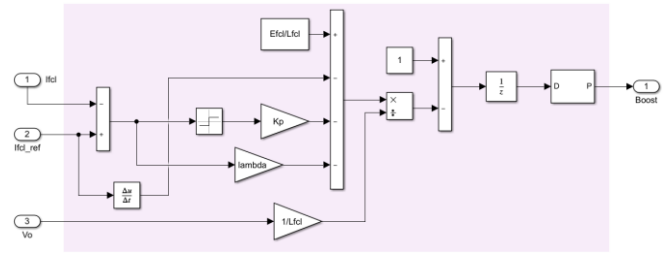 Efcl/Lfcl
+
1
Ifcl
1
+
−
−
1
z
D P
1
Boost
−
×
÷
−
2
+
Kp
−
Ifcl_ref
lambda
−
Δu
Δt
3
1/Lfcl
Vo